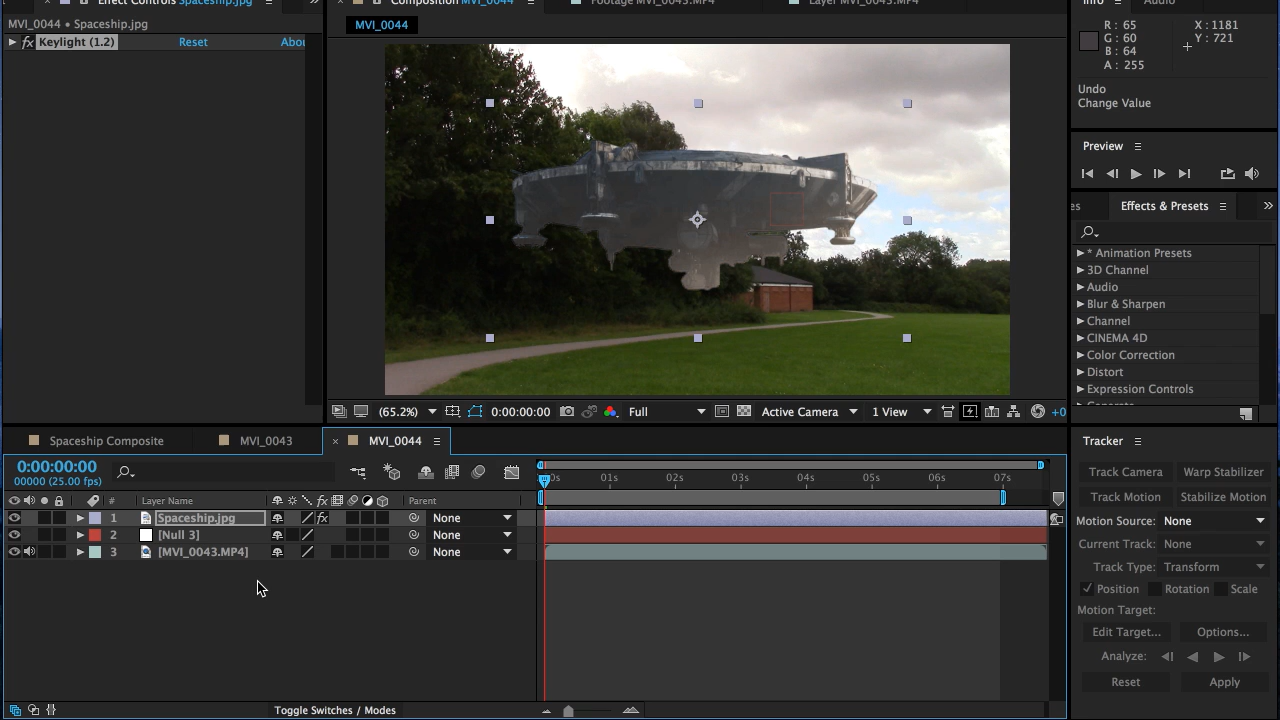 Effect Controls Spaceship.jpg
Composition MVI_0044
Footage MVI_0043.MP4
Layer MVI_0043.MP4
Info
Audio
MVI_0044 • Spaceship.jpg
fx Keylight (1.2)
Reset
Abou
MVI_0044
R : 65
G : 60
B : 64
A : 255
X : 1181
Y : 721
Undo
Change Value
Preview
es
Effects & Presets
* Animation Presets
3D Channel
Audio
Blur & Sharpen
Channel
CINEMA 4D
Color Correction
Distort
Expression Controls
(65.2%)
0:00:00:00
Full
Active Camera
1 View
+0
Spaceship Composite
MVI_0043
MVI_0044
0:00:00:00
00000 (25.00 fps)
00s
01s
02s
03s
04s
05s
06s
07s
#
Layer Name
fx
Parent
1
Spaceship.jpg
fx
None
2
[Null 3]
None
3
[MVI_0043.MP4]
None
Toggle Switches / Modes
Tracker
Track Camera
Warp Stabilizer
Track Motion
Stabilize Motion
Motion Source:
None
Current Track:
None
Track Type:
Transform
Position
Rotation
Scale
Motion Target:
Edit Target...
Options...
Analyze:
Reset
Apply